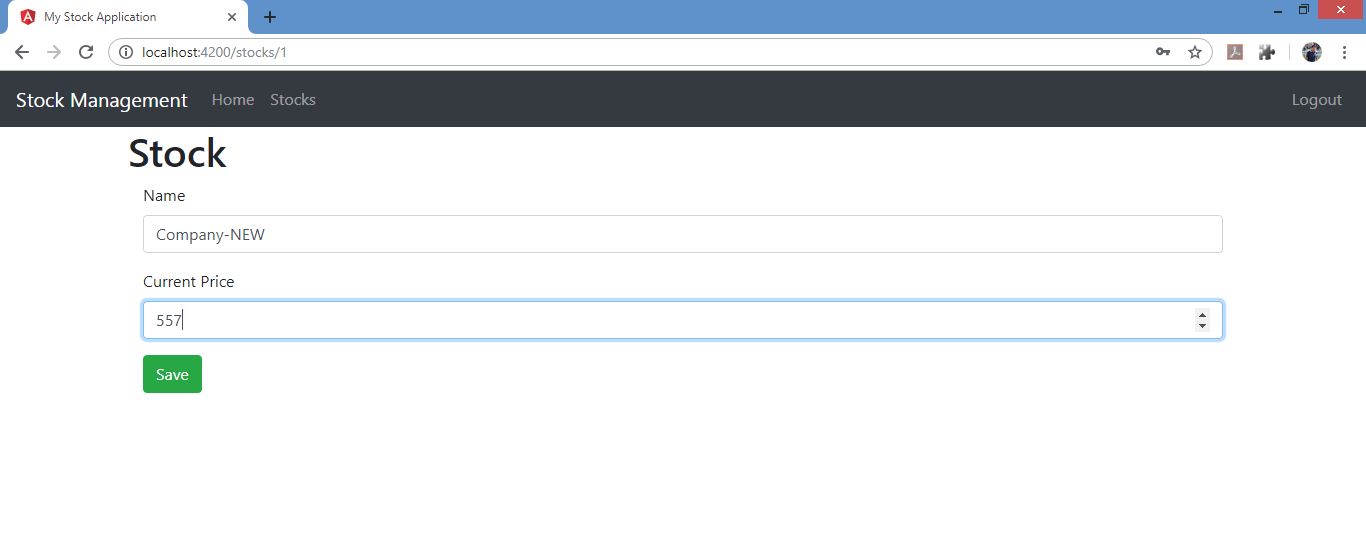 My Stock Application
localhost:4200/stocks/1
Stock Management Home Stocks Logout
Stock
Name
Company-NEW
Current Price
557
Save